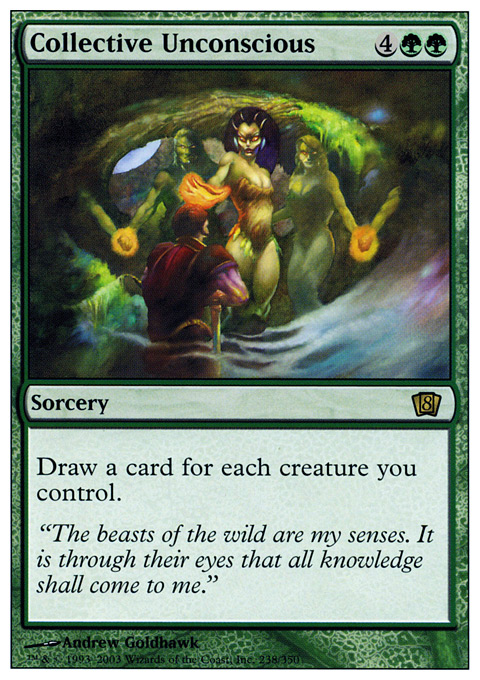 Collective Unconscious 4
Sorcery 8
Draw a card for each creature you
control.
“The beasts of the wild are my senses. It
is through their eyes that all knowledge
shall come to me.”
Andrew Goldhawk
™ & © 1993–2003 Wizards of the Coast, Inc. 238/350